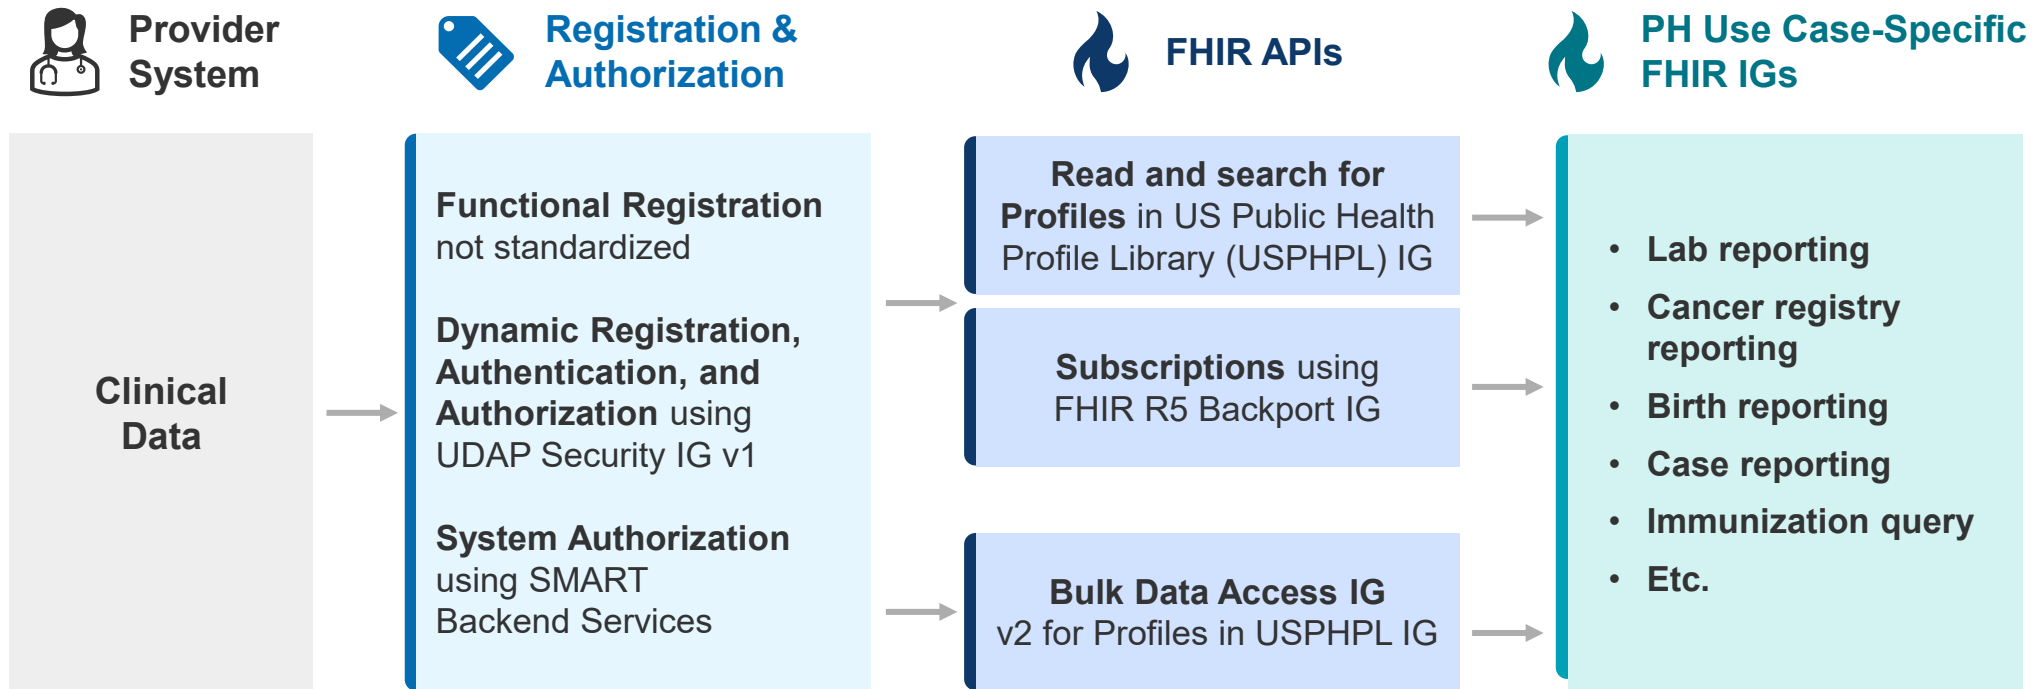 Provider
System
Registration &
Authorization
FHIR APIs
PH Use Case-Specific
FHIR IGs
Clinical
Data
Functional Registration
not standardized
Dynamic Registration,
Authentication, and
Authorization using
UDAP Security IG v1
System Authorization
using SMART
Backend Services
Read and search for
Profiles in US Public Health
Profile Library (USPHPL) IG
Subscriptions using
FHIR R5 Backport IG
Bulk Data Access IG
v2 for Profiles in USPHPL IG
• Lab reporting
• Cancer registry
reporting
• Birth reporting
• Case reporting
• Immunization query
• Etc.